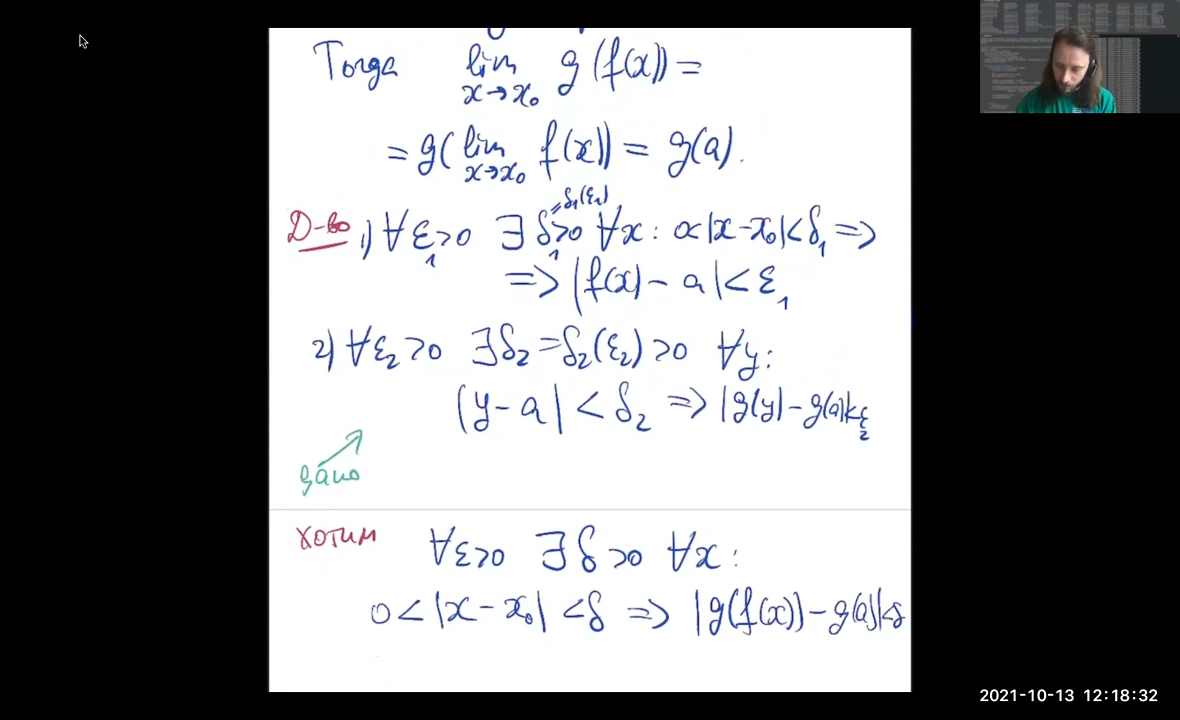 Тогда lim g(f(x)) =
x→x₀
= g(lim f(x)) = g(a).
x→x₀
= δ₁(ε₁)
Д-во 1) ∀ε₁>0 ∃ δ₁>0 ∀x: 0<|x-x₀|<δ₁ =>
=> |f(x) - a| < ε₁
2) ∀ε₂>0 ∃δ₂=δ₂(ε₂)>0 ∀y:
|y-a| < δ₂ => |g(y)-g(a)|<ε₂
дано
хотим ∀ε>0 ∃δ>0 ∀x:
0<|x-x₀|<δ => |g(f(x))-g(a)|<
2021-10-13 12:18:32